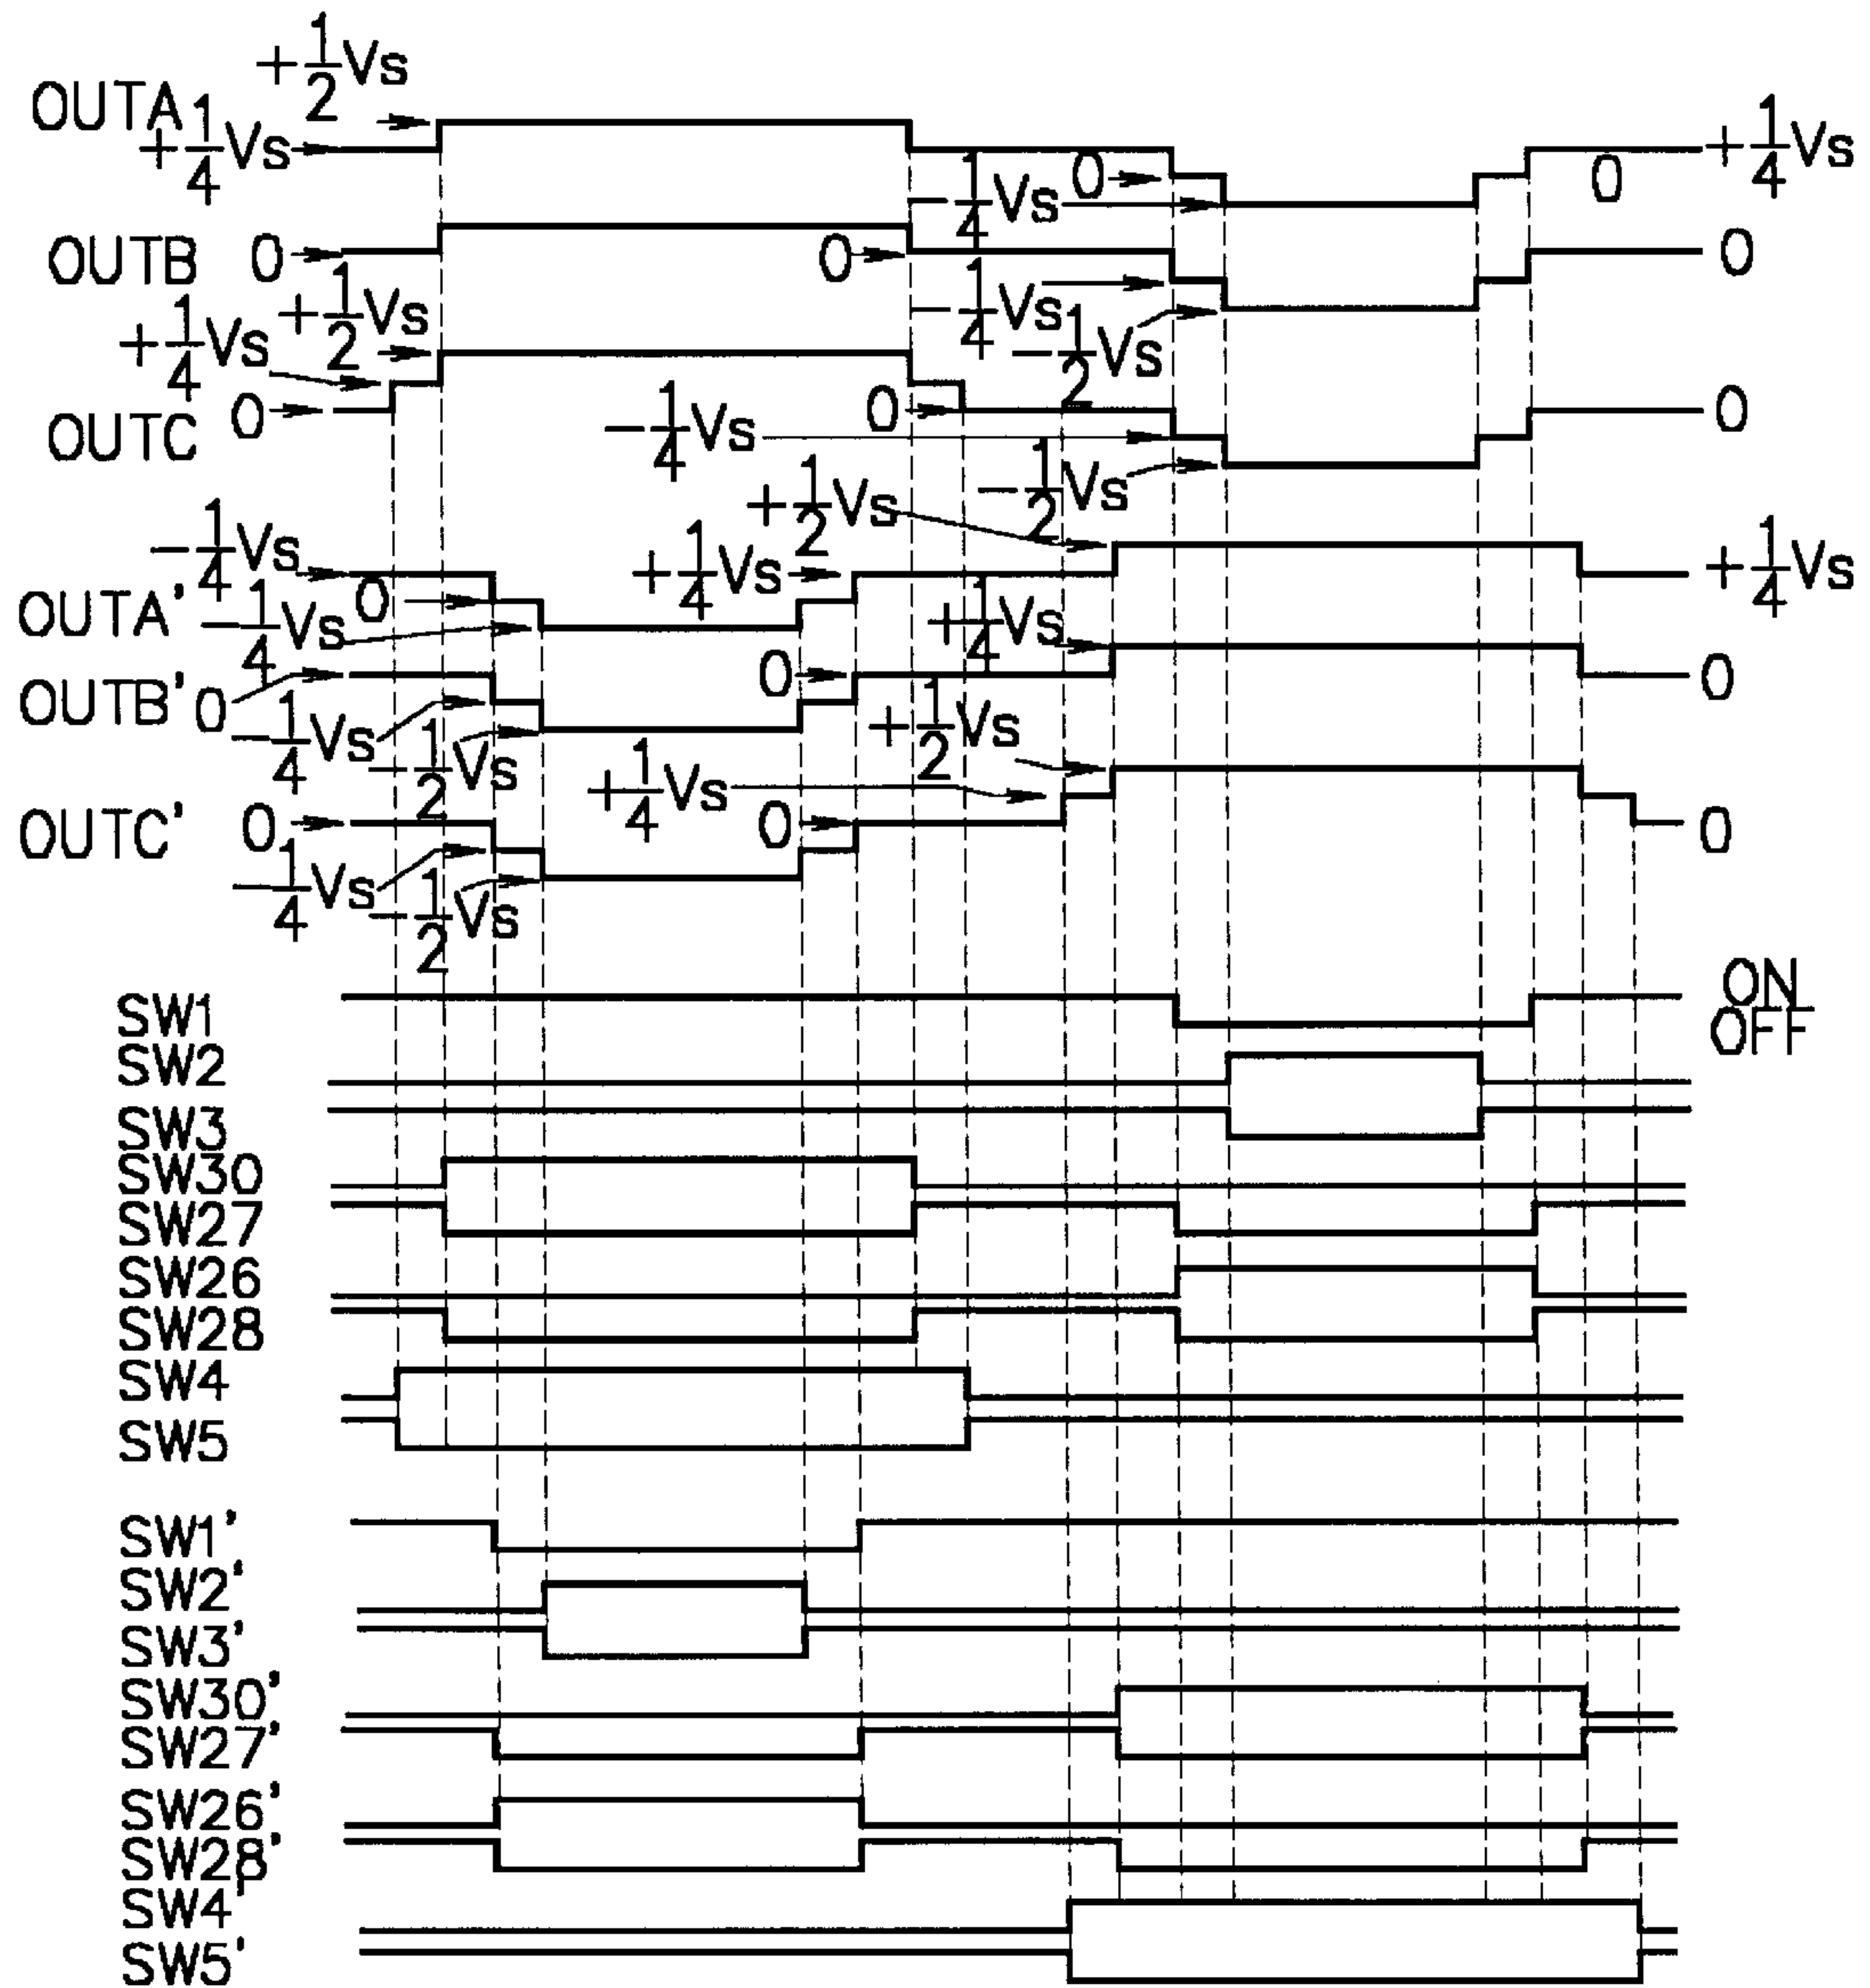 +1/2Vs
OUTA
+1/4Vs
0
-1/4Vs
0
+1/4Vs
OUTB 0
0
0
-1/4Vs
-1/2Vs
+1/4Vs
+1/2Vs
OUTC 0
0
0
-1/4Vs
-1/2Vs
+1/2Vs
-1/4Vs
+1/4Vs
+1/4Vs
OUTA'
0
-1/4Vs
+1/4Vs
OUTB' 0
0
0
-1/4Vs
-1/2Vs
+1/2Vs
+1/4Vs
OUTC' 0
0
0
-1/4Vs
-1/2Vs
ON
OFF
SW1
SW2
SW3
SW30
SW27
SW26
SW28
SW4
SW5
SW1'
SW2'
SW3'
SW30'
SW27'
SW26'
SW28'
SW4'
SW5'